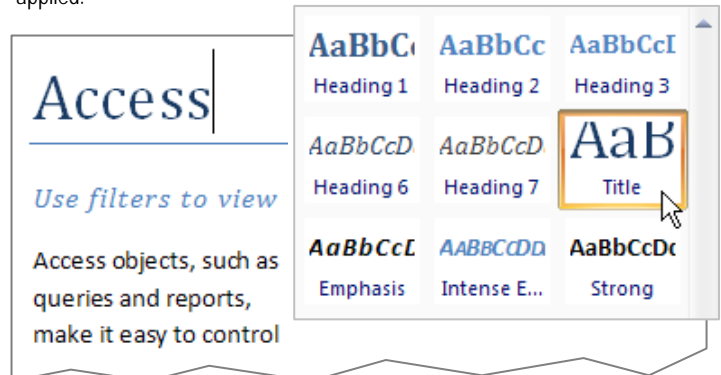 applied.
Access
Use filters to view
Access objects, such as
queries and reports,
make it easy to control
AaBbC AaBbCc AaBbCcI
Heading 1 Heading 2 Heading 3
AaBbCcD AaBbCcD AaB
Heading 6 Heading 7 Title
AaBbCcD AaBbCcDd AaBbCcDc
Emphasis Intense E... Strong